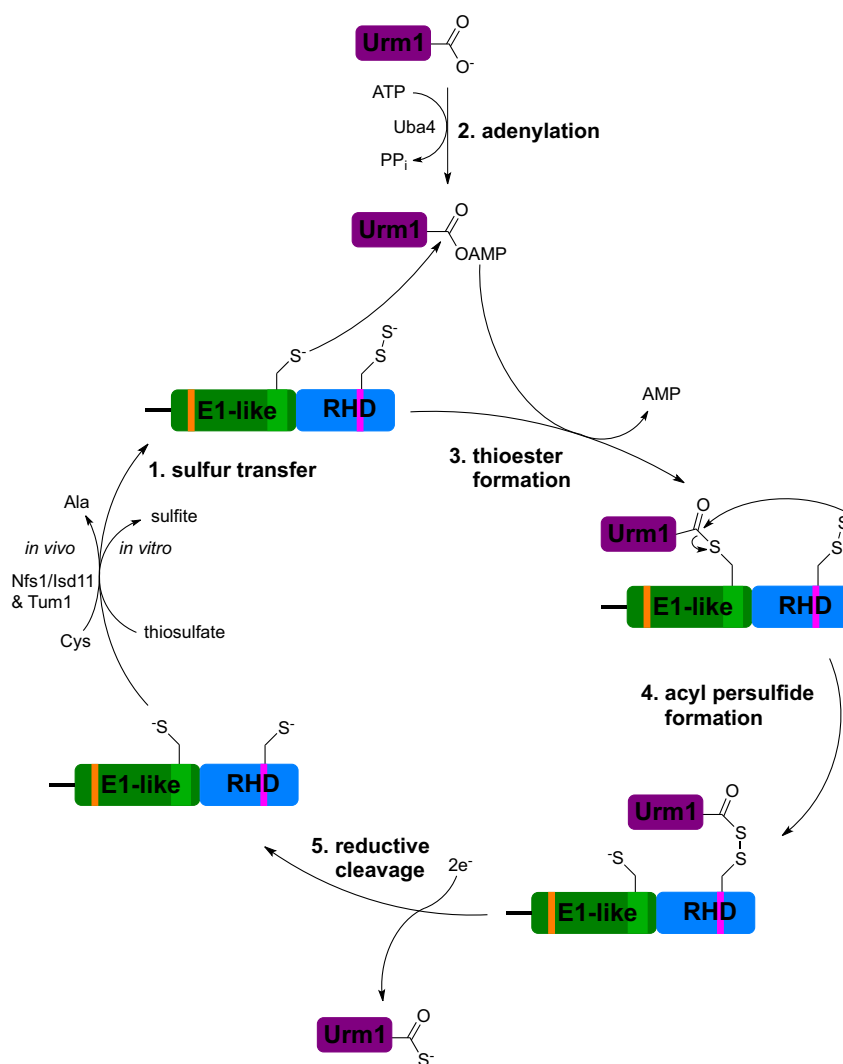 Urm1
O
O-
ATP
Uba4
PPi
2. adenylation
Urm1
O
OAMP
S-
S-
S
E1-like
RHD
AMP
1. sulfur transfer
3. thioester
formation
Ala
sulfite
in vivo
in vitro
Nfs1/Isd11
& Tum1
Cys
thiosulfate
Urm1
O
S
S
S
E1-like
RHD
4. acyl persulfide
formation
-S
S-
E1-like
RHD
Urm1
O
S
S
-S
E1-like
RHD
5. reductive
cleavage
2e-
Urm1
O
S-